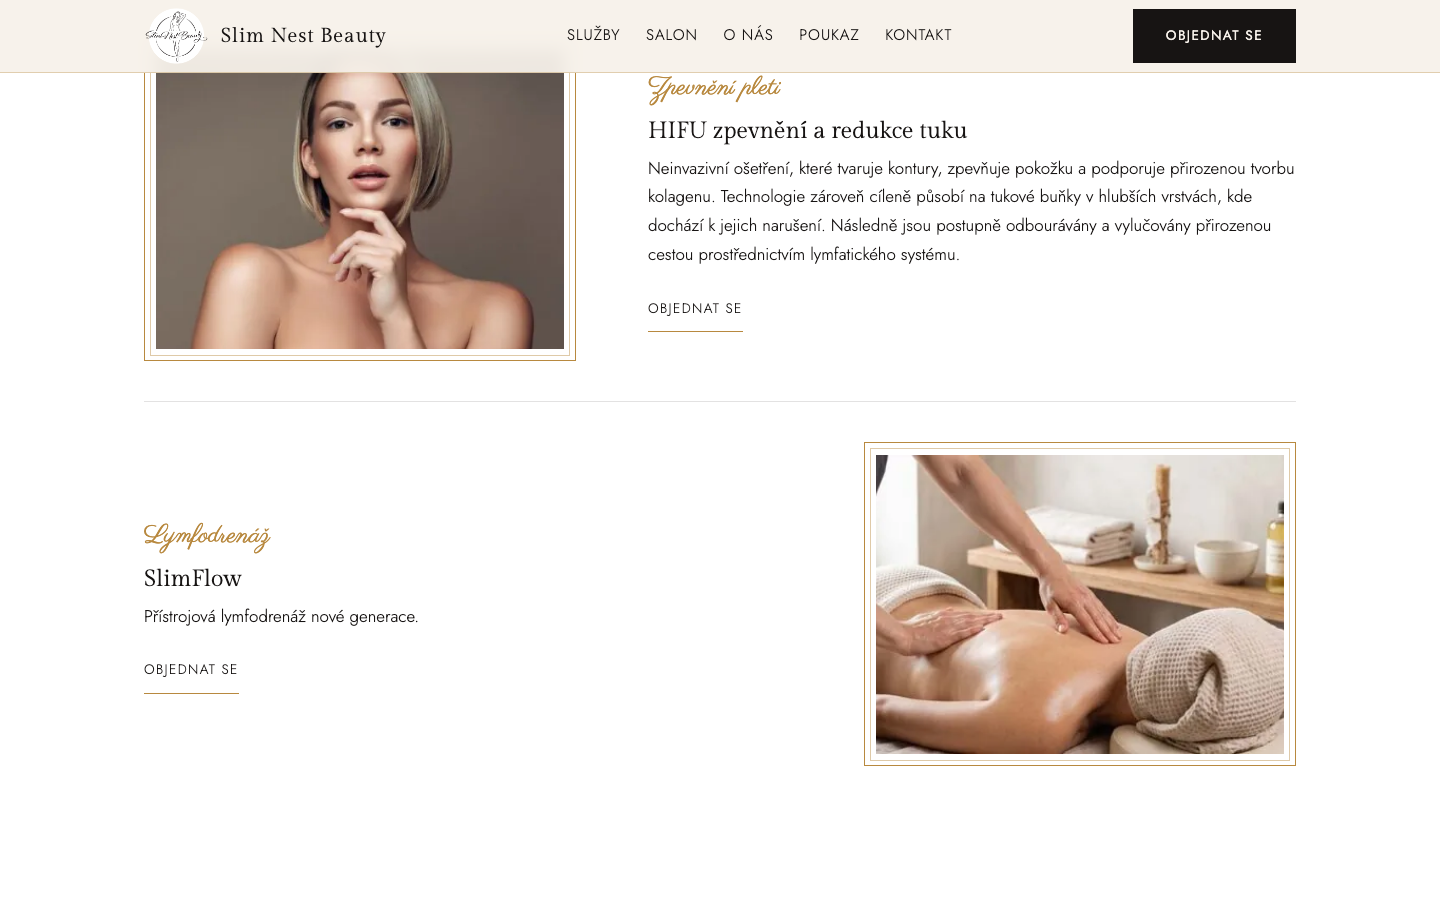 Slim Nest Beauty
Slim Nest Beauty
SLUŽBY
SALON
O NÁS
POUKAZ
KONTAKT
OBJEDNAT SE
Zpevnění pleti
HIFU zpevnění a redukce tuku
Neinvazivní ošetření, které tvaruje kontury, zpevňuje pokožku a podporuje přirozenou tvorbu
kolagenu. Technologie zároveň cíleně působí na tukové buňky v hlubších vrstvách, kde
dochází k jejich narušení. Následně jsou postupně odbourávány a vylučovány přirozenou
cestou prostřednictvím lymfatického systému.
OBJEDNAT SE
Lymfodrenáž
SlimFlow
Přístrojová lymfodrenáž nové generace.
OBJEDNAT SE